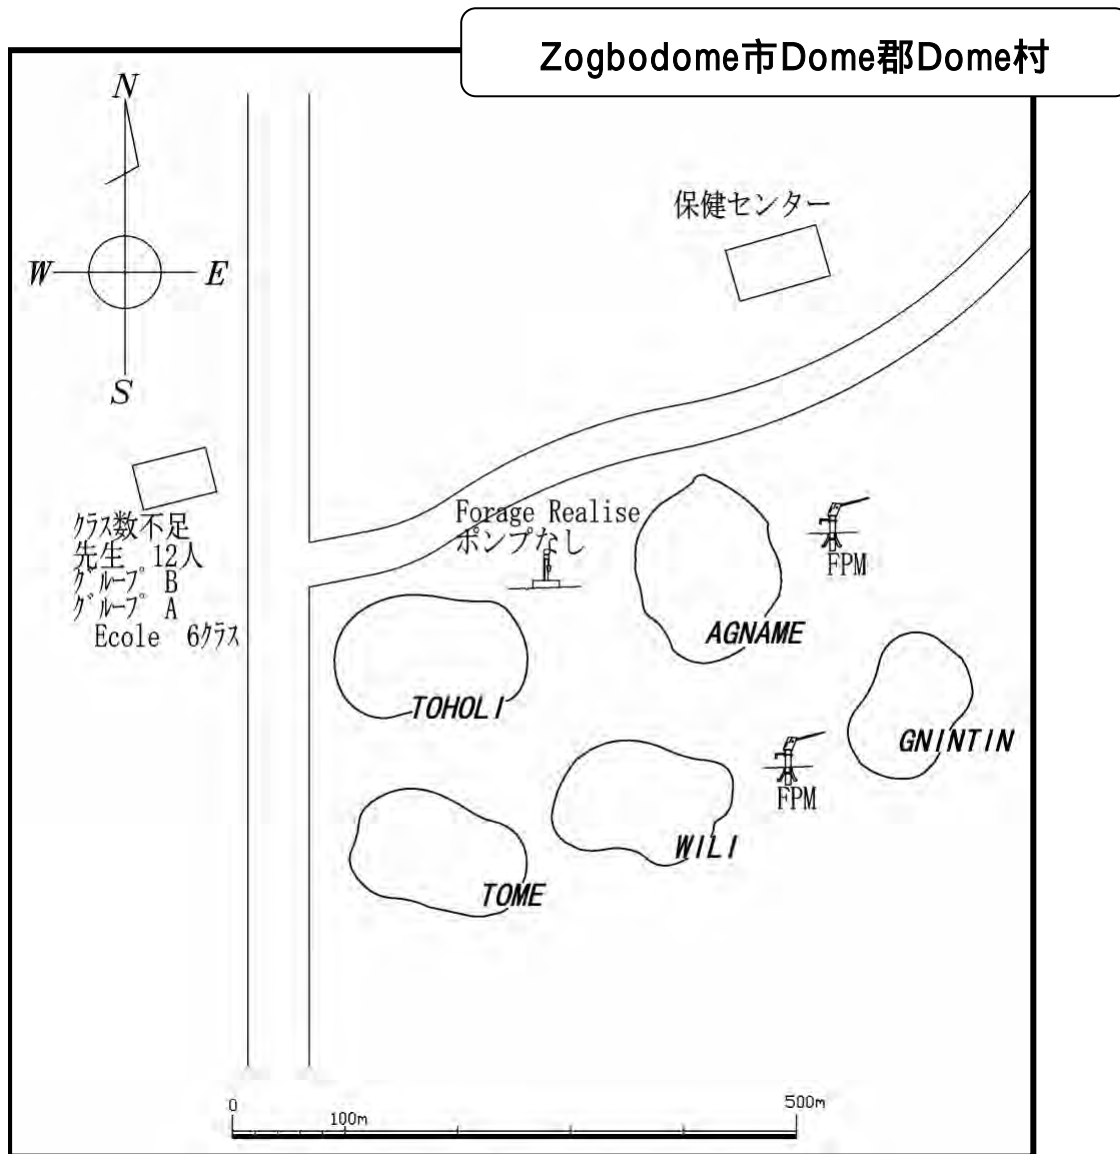 Zogbodome市Dome郡Dome村
N
W
E
S
保健センター
クラス数不足
先生 12人
グループ B
グループ A
Ecole 6クラス
Forage Realise
ポンプなし
FPM
AGNAME
TOHOLI
GNINTIN
FPM
WILI
TOME
0
100m
500m